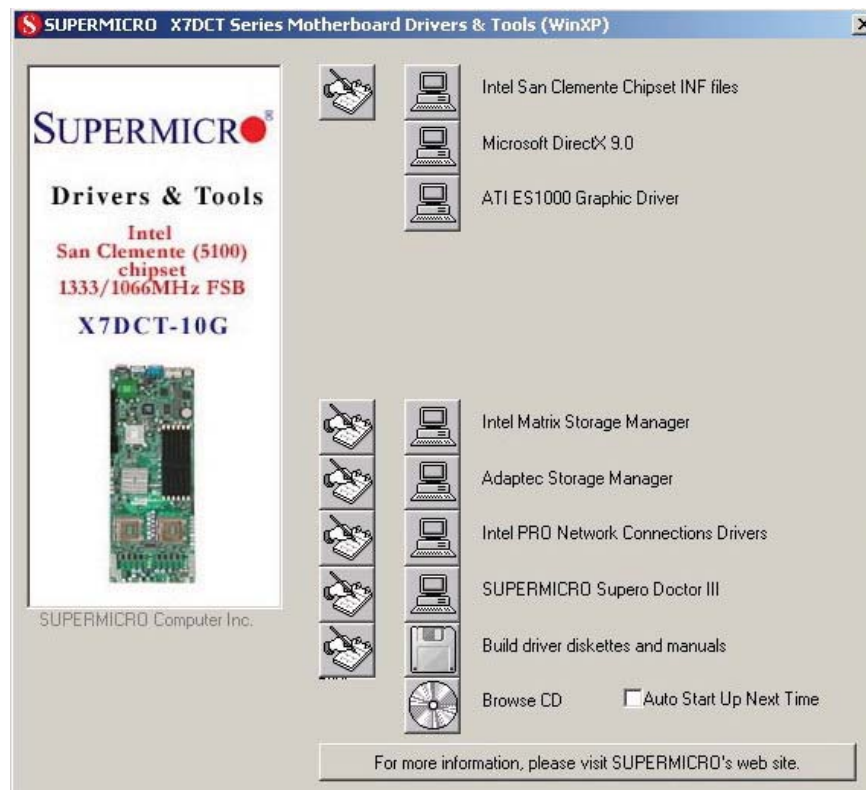 SUPERMICRO X7DCT Series Motherboard Drivers & Tools (WinXP)
SUPERMICRO®
Drivers & Tools
Intel
San Clemente (5100)
chipset
1333/1066MHz FSB
X7DCT-10G
SUPERMICRO Computer Inc.
Intel San Clemente Chipset INF files
Microsoft DirectX 9.0
ATI ES1000 Graphic Driver
Intel Matrix Storage Manager
Adaptec Storage Manager
Intel PRO Network Connections Drivers
SUPERMICRO Supero Doctor III
Build driver diskettes and manuals
Browse CD
Auto Start Up Next Time
For more information, please visit SUPERMICRO's web site.